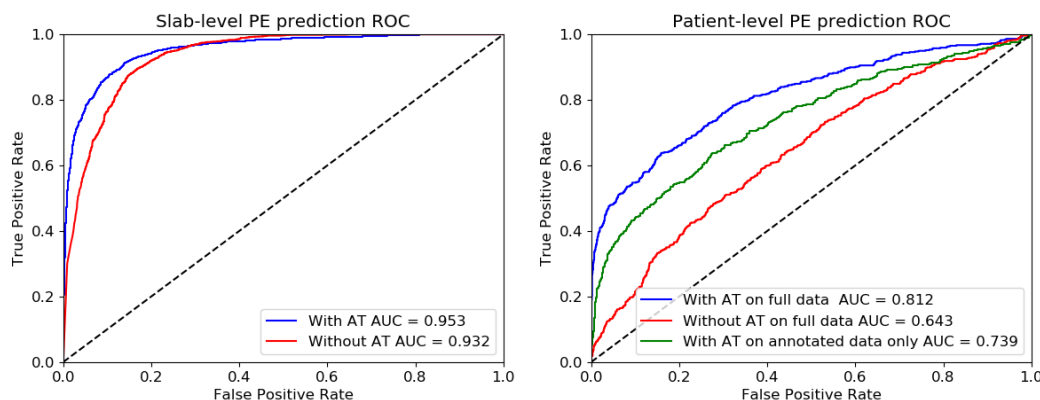 Slab-level PE prediction ROC
1.0
0.8
0.6
0.4
0.2
0.0
True Positive Rate
0.0 0.2 0.4 0.6 0.8 1.0
False Positive Rate
With AT AUC = 0.953
Without AT AUC = 0.932
Patient-level PE prediction ROC
1.0
0.8
0.6
0.4
0.2
0.0
True Positive Rate
0.0 0.2 0.4 0.6 0.8 1.0
False Positive Rate
With AT on full data  AUC = 0.812
Without AT on full data AUC = 0.643
With AT on annotated data only AUC = 0.739